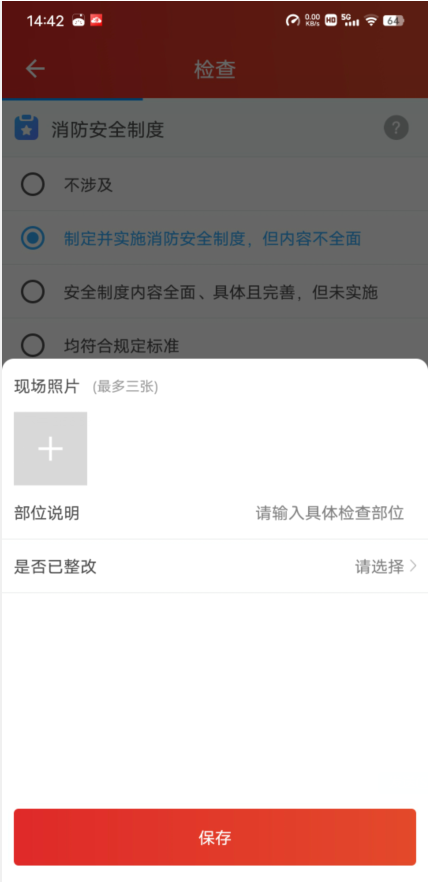 14:42 0.00 KB/s HD 5G 64
检查
消防安全制度 ?
不涉及
制定并实施消防安全制度，但内容不全面
安全制度内容全面、具体且完善，但未实施
均符合规定标准
现场照片 (最多三张)
部位说明 请输入具体检查部位
是否已整改 请选择
保存